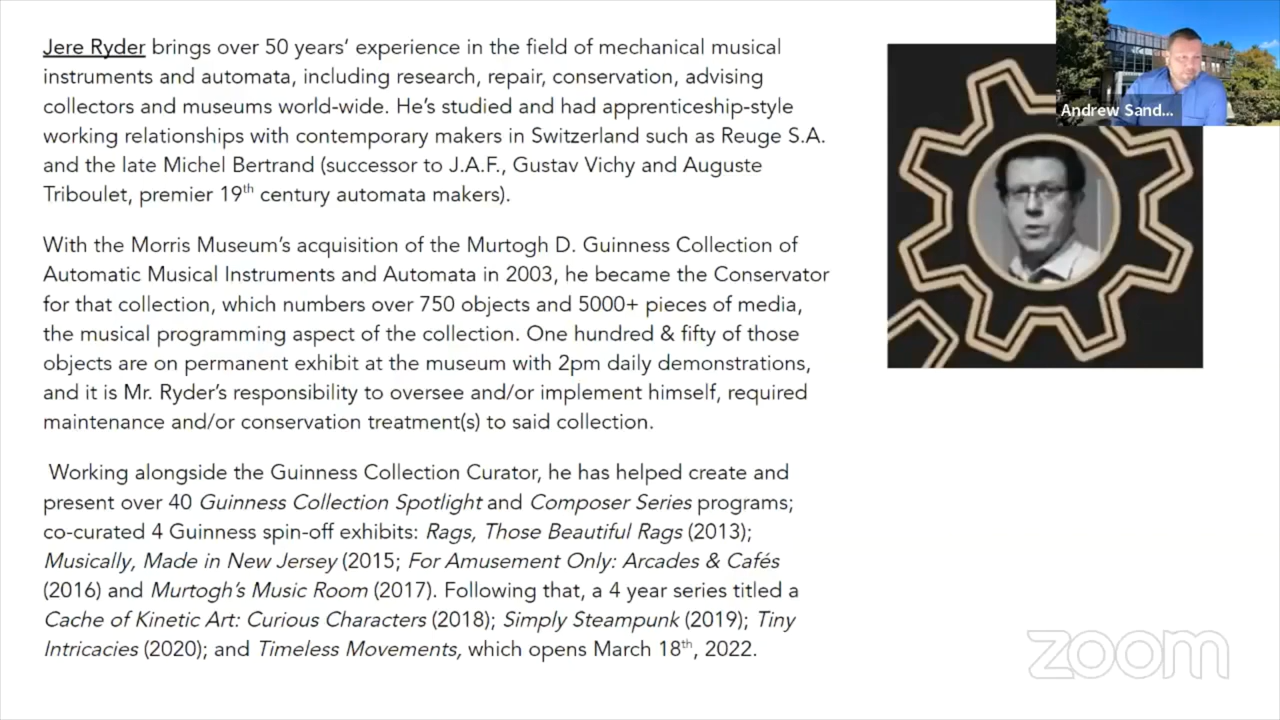 Jere Ryder brings over 50 years' experience in the field of mechanical musical
instruments and automata, including research, repair, conservation, advising
collectors and museums world-wide. He's studied and had apprenticeship-style
working relationships with contemporary makers in Switzerland such as Reuge S.A.
and the late Michel Bertrand (successor to J.A.F., Gustav Vichy and Auguste
Triboulet, premier 19th century automata makers).
With the Morris Museum's acquisition of the Murtogh D. Guinness Collection of
Automatic Musical Instruments and Automata in 2003, he became the Conservator
for that collection, which numbers over 750 objects and 5000+ pieces of media,
the musical programming aspect of the collection. One hundred & fifty of those
objects are on permanent exhibit at the museum with 2pm daily demonstrations,
and it is Mr. Ryder's responsibility to oversee and/or implement himself, required
maintenance and/or conservation treatment(s) to said collection.
Working alongside the Guinness Collection Curator, he has helped create and
present over 40 Guinness Collection Spotlight and Composer Series programs;
co-curated 4 Guinness spin-off exhibits: Rags, Those Beautiful Rags (2013);
Musically, Made in New Jersey (2015; For Amusement Only: Arcades & Cafés
(2016) and Murtogh's Music Room (2017). Following that, a 4 year series titled a
Cache of Kinetic Art: Curious Characters (2018); Simply Steampunk (2019); Tiny
Intricacies (2020); and Timeless Movements, which opens March 18th, 2022.
Andrew Sand...
zoom